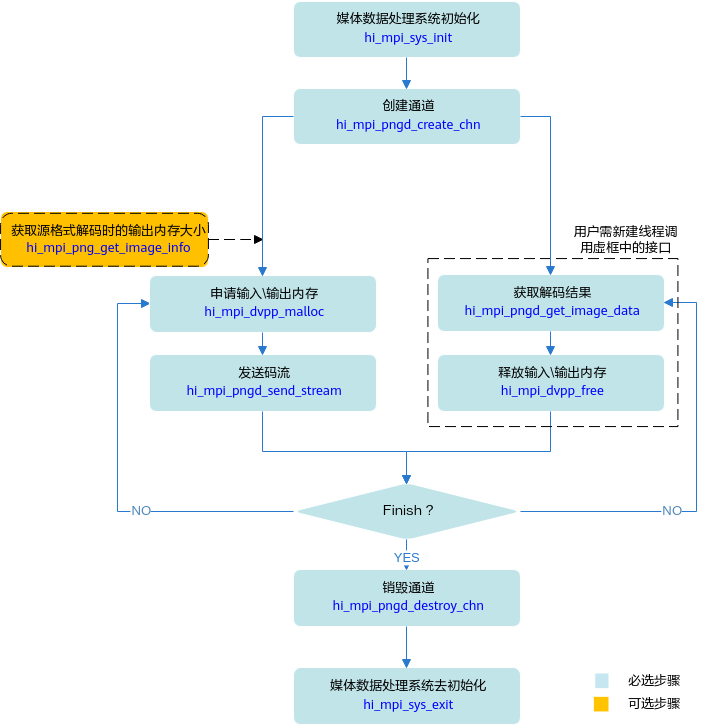 媒体数据处理系统初始化
hi_mpi_sys_init
创建通道
hi_mpi_pngd_create_chn
获取源格式解码时的输出内存大小
hi_mpi_png_get_image_info
用户需新建线程调
用虚框中的接口
申请输入\输出内存
hi_mpi_dvpp_malloc
获取解码结果
hi_mpi_pngd_get_image_data
发送码流
hi_mpi_pngd_send_stream
释放输入\输出内存
hi_mpi_dvpp_free
Finish ?
NO
NO
YES
销毁通道
hi_mpi_pngd_destroy_chn
媒体数据处理系统去初始化
hi_mpi_sys_exit
必选步骤
可选步骤